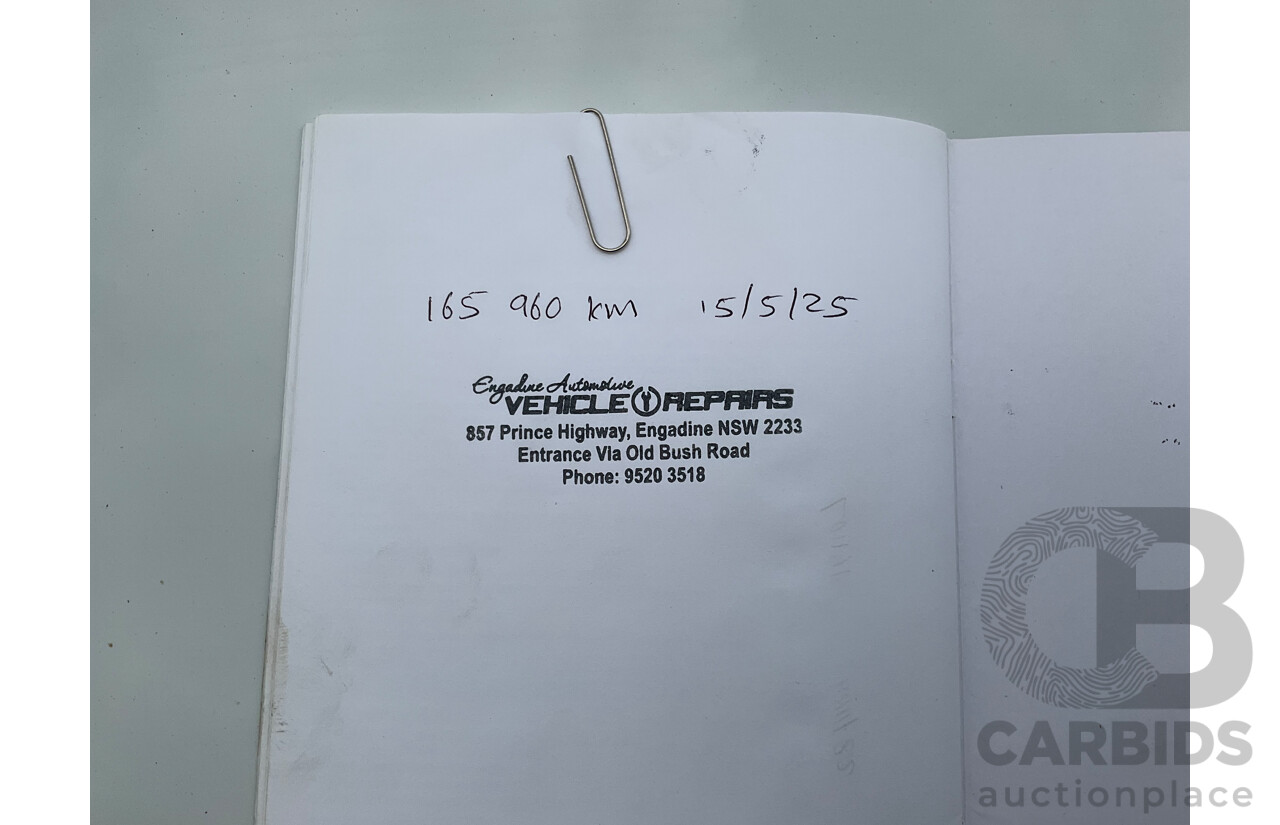 165 960 km 15/5/25
Engadine Automotive
VEHICLE REPAIRS
857 Prince Highway, Engadine NSW 2233
Entrance Via Old Bush Road
Phone: 9520 3518
CARBIDS
auctionplace